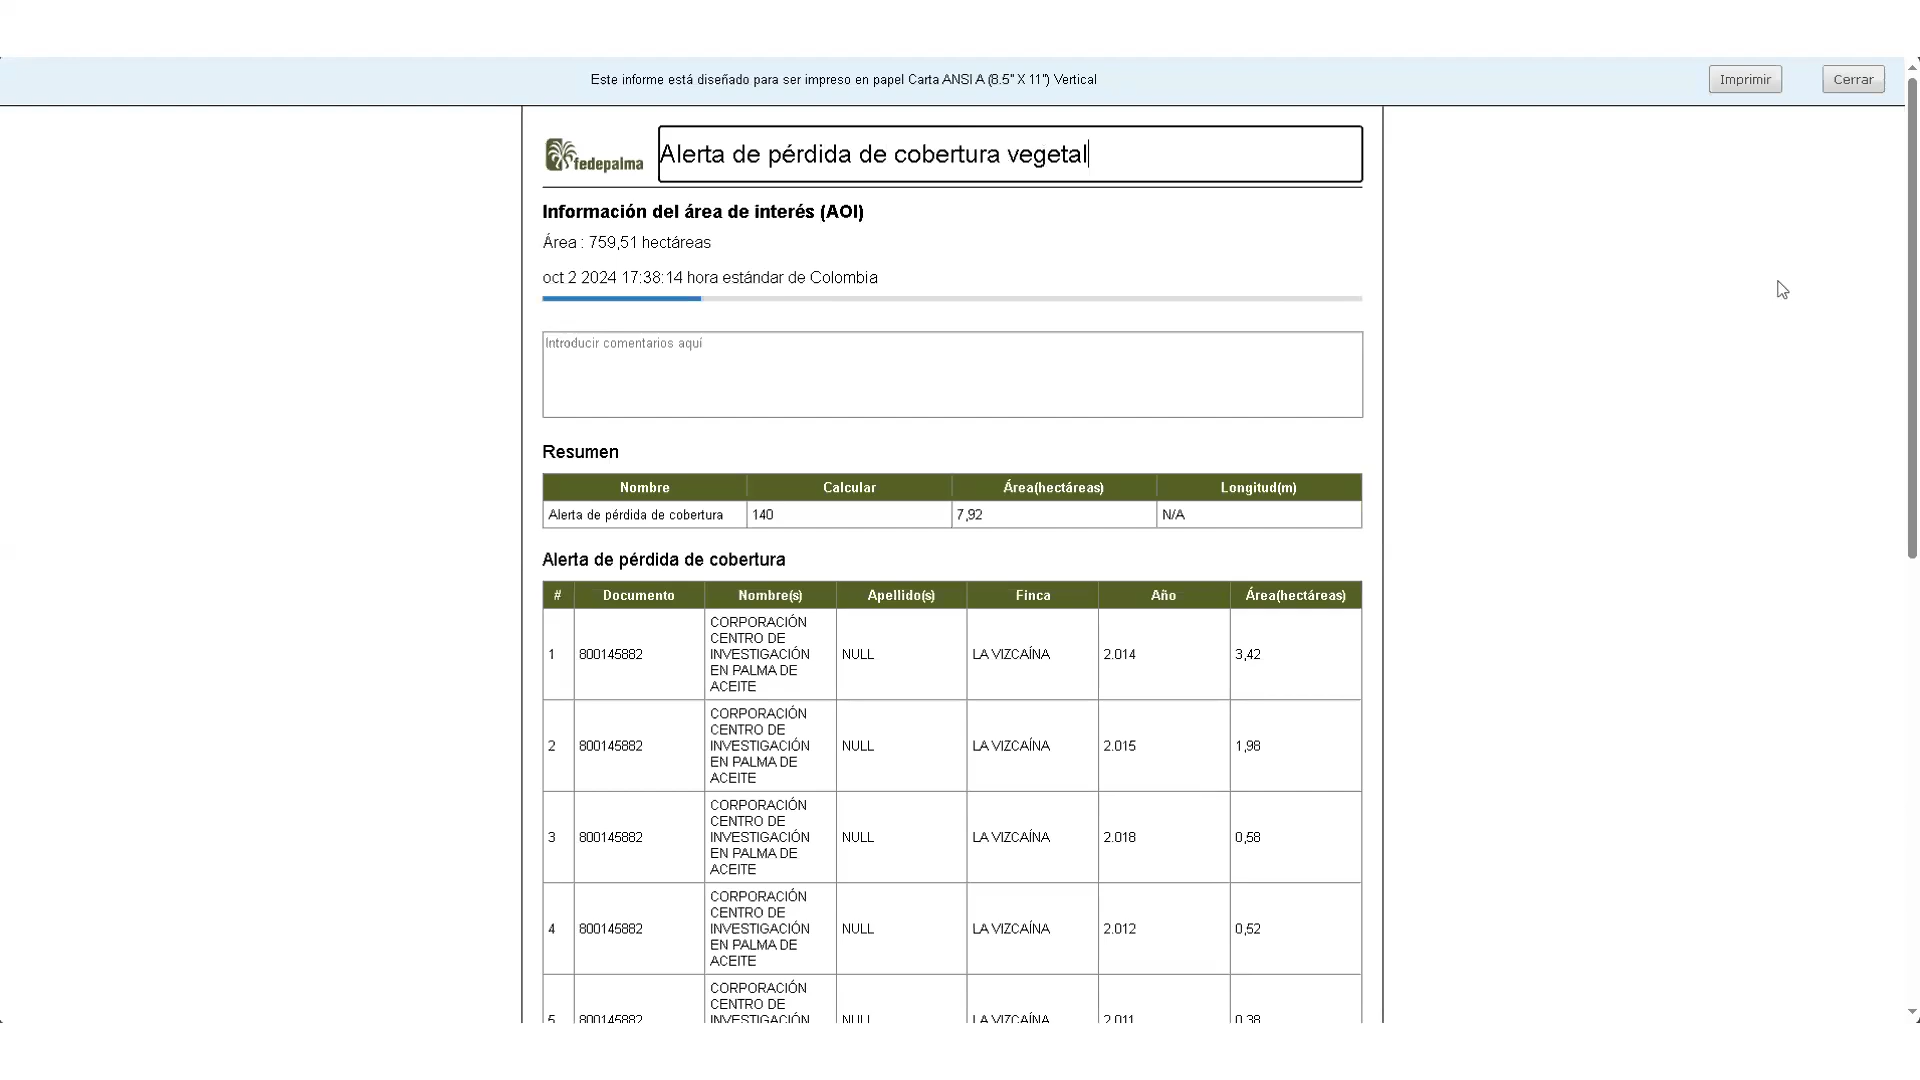 Este informe está diseñado para ser impreso en papel Carta ANSI A (8.5" X 11") Vertical
Imprimir
Cerrar
fedepalma
Alerta de pérdida de cobertura vegetal
Información del área de interés (AOI)
Área : 759,51 hectáreas
oct 2 2024 17:38:14 hora estándar de Colombia
Introducir comentarios aquí
Resumen
Nombre Calcular Área(hectáreas) Longitud(m)
Alerta de pérdida de cobertura 140 7,92 N/A
Alerta de pérdida de cobertura
# Documento Nombre(s) Apellido(s) Finca Año Área(hectáreas)
CORPORACIÓN
CENTRO DE
1 800145882 INVESTIGACIÓN NULL LA VIZCAÍNA 2.014 3,42
EN PALMA DE
ACEITE
CORPORACIÓN
CENTRO DE
2 800145882 INVESTIGACIÓN NULL LA VIZCAÍNA 2.015 1,98
EN PALMA DE
ACEITE
CORPORACIÓN
CENTRO DE
3 800145882 INVESTIGACIÓN NULL LA VIZCAÍNA 2.018 0,58
EN PALMA DE
ACEITE
CORPORACIÓN
CENTRO DE
4 800145882 INVESTIGACIÓN NULL LA VIZCAÍNA 2.012 0,52
EN PALMA DE
ACEITE
CORPORACIÓN
CENTRO DE
5 800145882 INVESTIGACIÓN NULL LA VIZCAÍNA 2.011 0,38